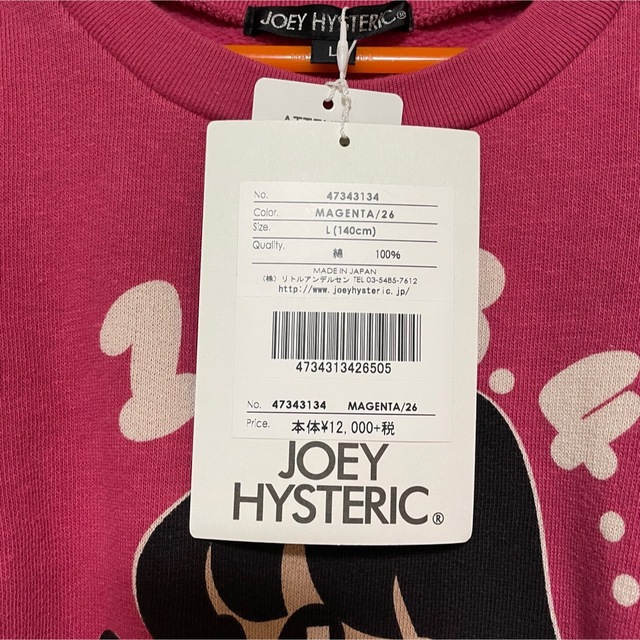 JOEY HYSTERIC®
L
No. 47343134
Color. MAGENTA/26
Size. L(140cm)
Quality. 綿 100%
MADE IN JAPAN
(株)リトルアンデルセン TEL 03-5485-7612
http://www.joeyhysteric.jp/
4734313426505
No. 47343134 MAGENTA/26
Price. 本体¥12,000+税
JOEY
HYSTERIC®